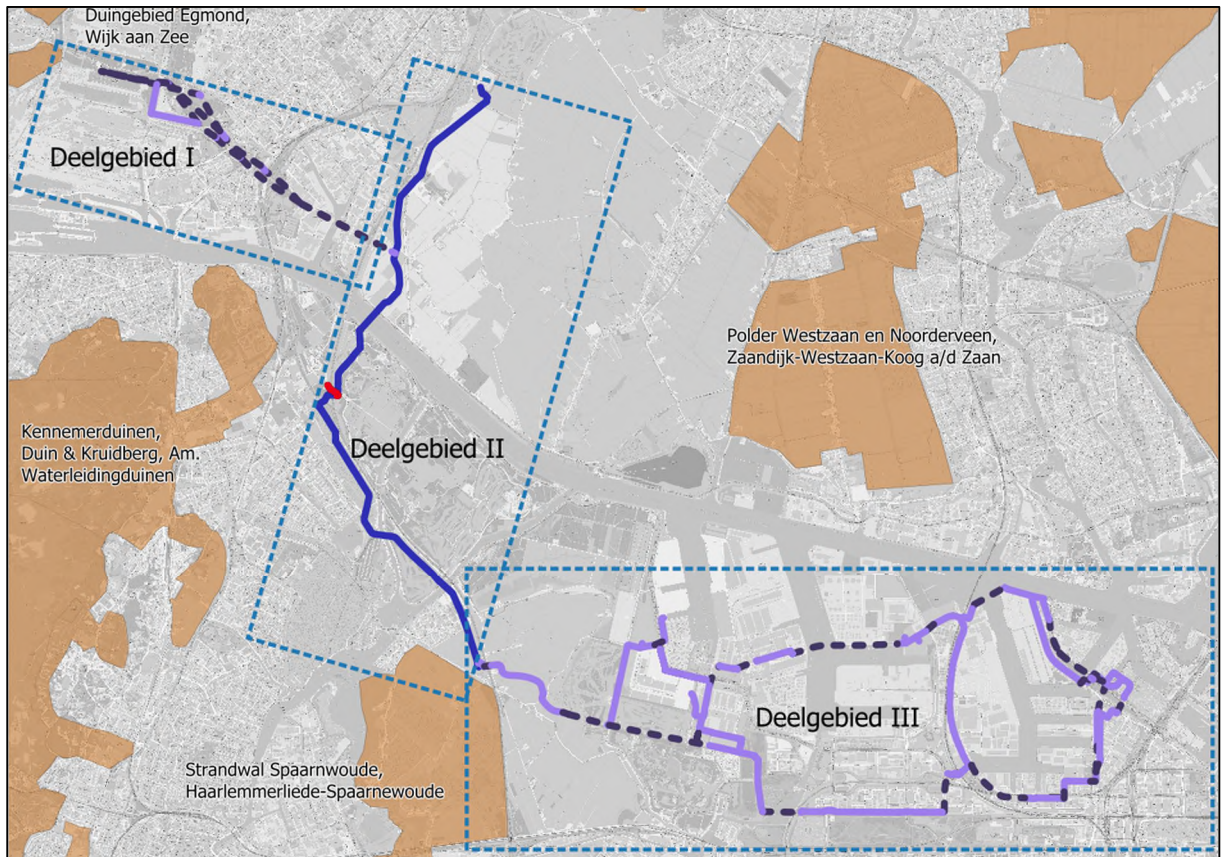 Duingebied Egmond,
Wijk aan Zee
Deelgebied I
Polder Westzaan en Noorderveen,
Zaandijk-Westzaan-Koog a/d Zaan
Kennemerduinen,
Duin & Kruidberg, Am.
Waterleidingduinen
Deelgebied II
Deelgebied III
Strandwal Spaarnwoude,
Haarlemmerliede-Spaarnewoude